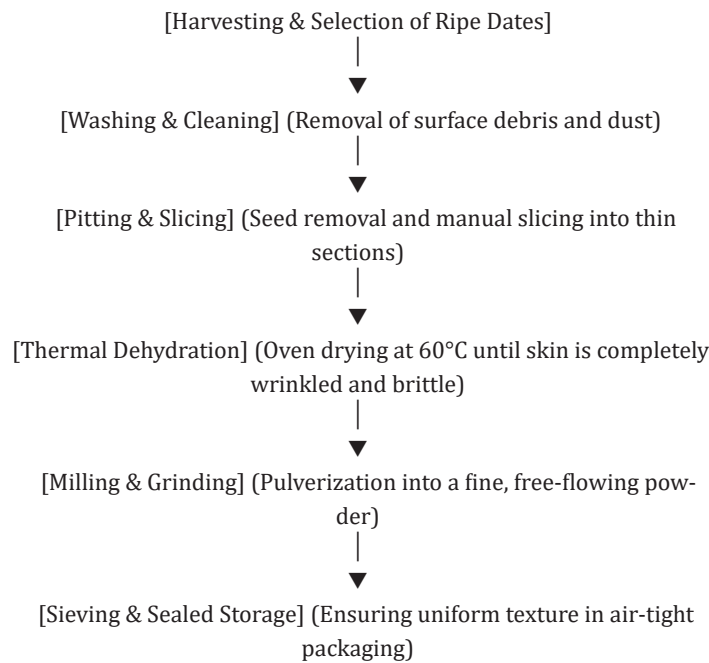 [Harvesting & Selection of Ripe Dates]
[Washing & Cleaning] (Removal of surface debris and dust)
[Pitting & Slicing] (Seed removal and manual slicing into thin
sections)
[Thermal Dehydration] (Oven drying at 60°C until skin is completely
wrinkled and brittle)
[Milling & Grinding] (Pulverization into a fine, free-flowing pow-
der)
[Sieving & Sealed Storage] (Ensuring uniform texture in air-tight
packaging)